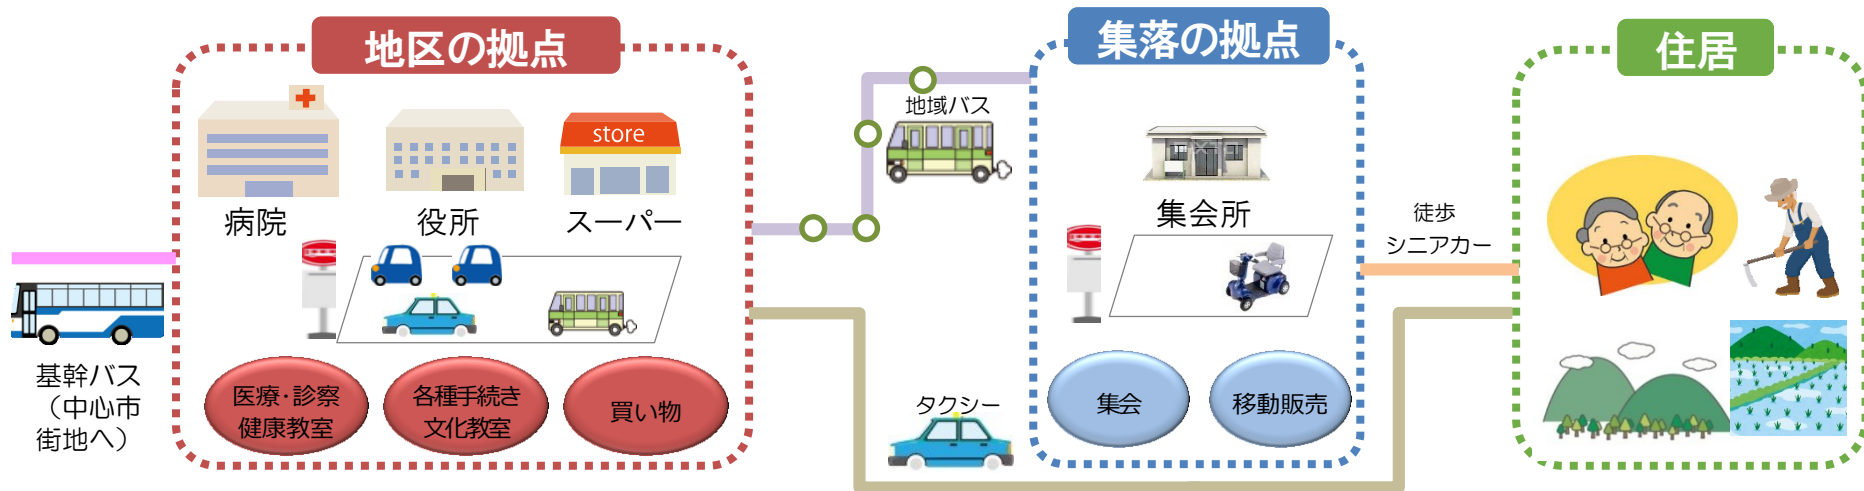 地区の拠点
集落の拠点
住居
store
病院
役所
スーパー
地域バス
集会所
徒歩
シニアカー
基幹バス
（中心市
街地へ）
医療・診察
健康教室
各種手続き
文化教室
買い物
タクシー
集会
移動販売